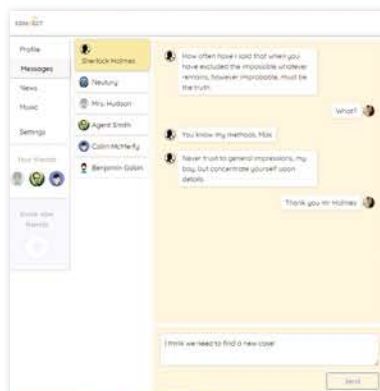 Profile
Messages
News
Music
Settings
Your friends
friends
Sherlock Holmes
Mrs. Hudson
Agent Smith
Colin McMerfy
How often have I said that when you
have excluded the impossible whatever
remains, however improbable, must be
the truth.
What?
You know my methods, Max
Never trust to general impressions, my
boy, but concentrate yourself upon
details.
Thank you Mr Holmes
I think we need to find a new case!
Send